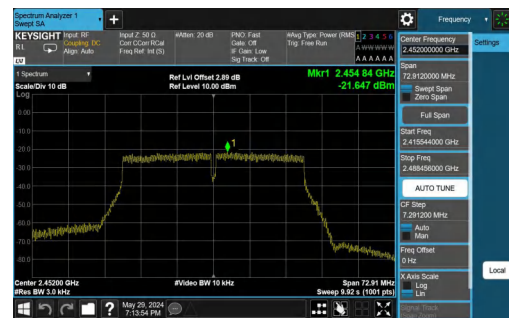 Spectrum Analyzer 1
Swept SA
Frequency
KEYSIGHT
RL
Input: RF
Coupling: DC
Align: Auto
Input Z: 50 Ω
Corr CCorr RCal
Freq Ref: Int (S)
#Atten: 20 dB
PNO: Fast
Gate: Off
IF Gain: Low
Sig Track: Off
#Avg Type: Power (RMS
Trig: Free Run
1 2 3 4 5 6
A W W W W W
A A A A A A
LVI
1 Spectrum
Scale/Div 10 dB
Log
Ref Lvl Offset 2.89 dB
Ref Level 10.00 dBm
Mkr1 2.454 84 GHz
-21.647 dBm
1
0.00
-10.0
-20.0
-30.0
-40.0
-50.0
-60.0
-70.0
-80.0
Center 2.45200 GHz
#Res BW 3.0 kHz
#Video BW 10 kHz
Span 72.91 MHz
Sweep 9.92 s (1001 pts)
May 29, 2024
7:13:54 PM
Center Frequency
2.452000000 GHz
Settings
Span
72.9120000 MHz
Swept Span
Zero Span
Full Span
Start Freq
2.415544000 GHz
Stop Freq
2.488456000 GHz
AUTO TUNE
CF Step
7.291200 MHz
Auto
Man
Freq Offset
0 Hz
X Axis Scale
Log
Lin
Local
Signal Track